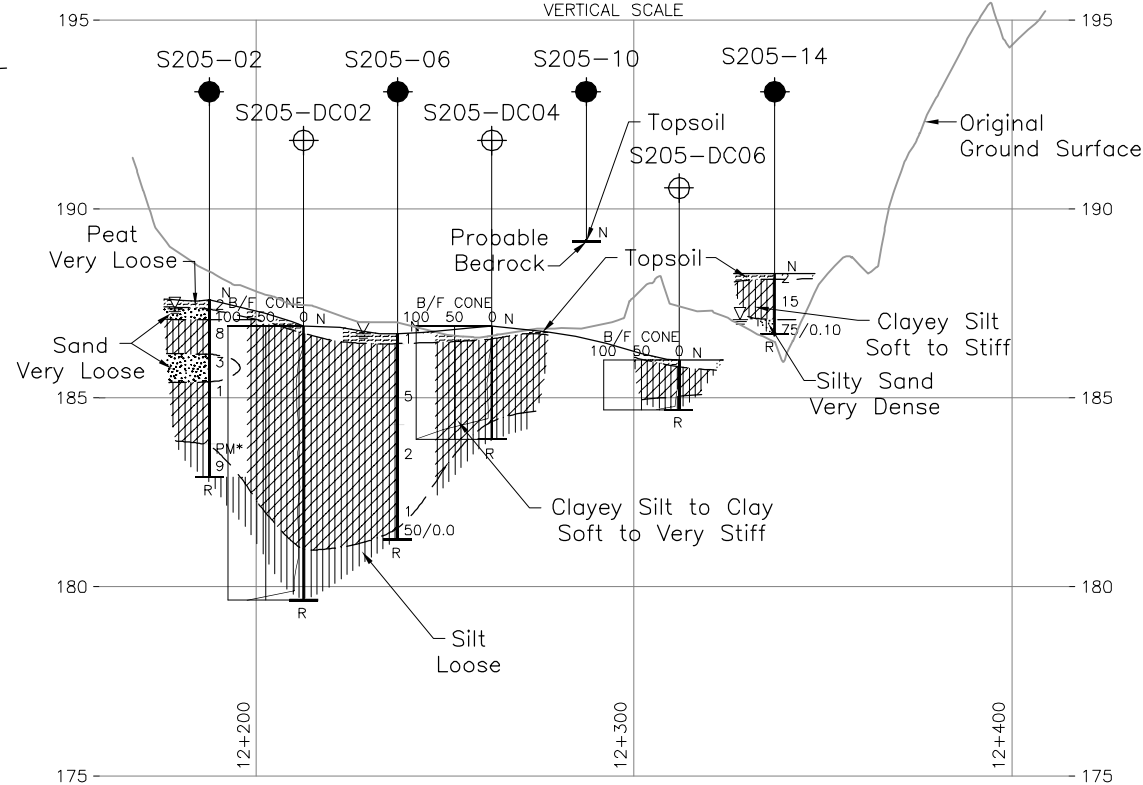 VERTICAL SCALE
195
195
S205-02
S205-06
S205-10
S205-14
S205-DC02
S205-DC04
Topsoil
Original
Ground Surface
S205-DC06
190
190
Peat
Very Loose
Probable
Bedrock
N
Topsoil
N
2
15
75/0.10
R
Clayey Silt
Soft to Stiff
Silty Sand
Very Dense
N
2
8
3
1
PM*
9
R
B/F CONE
100 50 0 N
B/F CONE
100 50 0 N
B/F CONE
100 50 0 N
Sand
Very Loose
185
185
N
1
5
2
1
50/0.0
R
R
R
R
Clayey Silt to Clay
Soft to Very Stiff
180
180
Silt
Loose
12+200
12+300
12+400
175
175